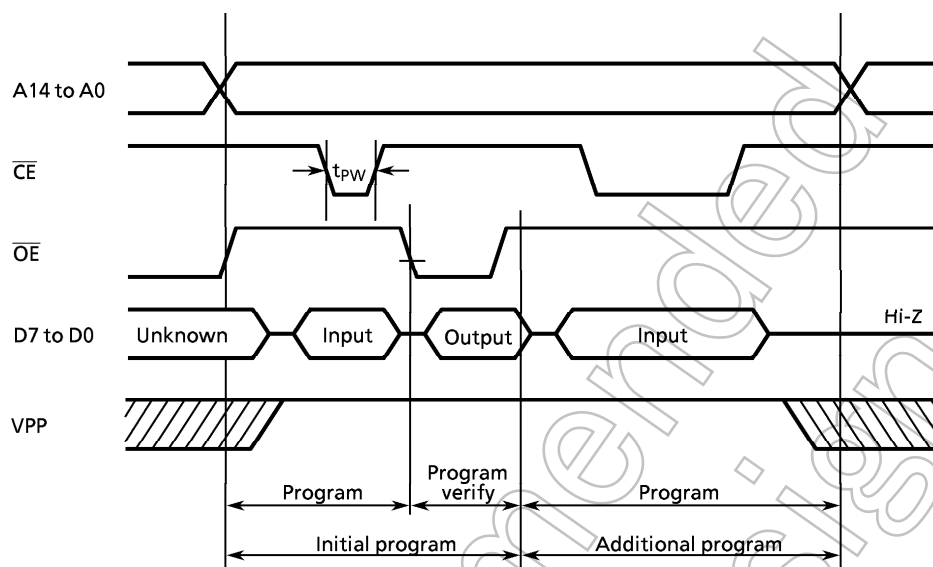 A14 to A0
CE
tPW
OE
D7 to D0
Unknown
Input
Output
Input
Hi-Z
VPP
Program
Program
verify
Program
Initial program
Additional program